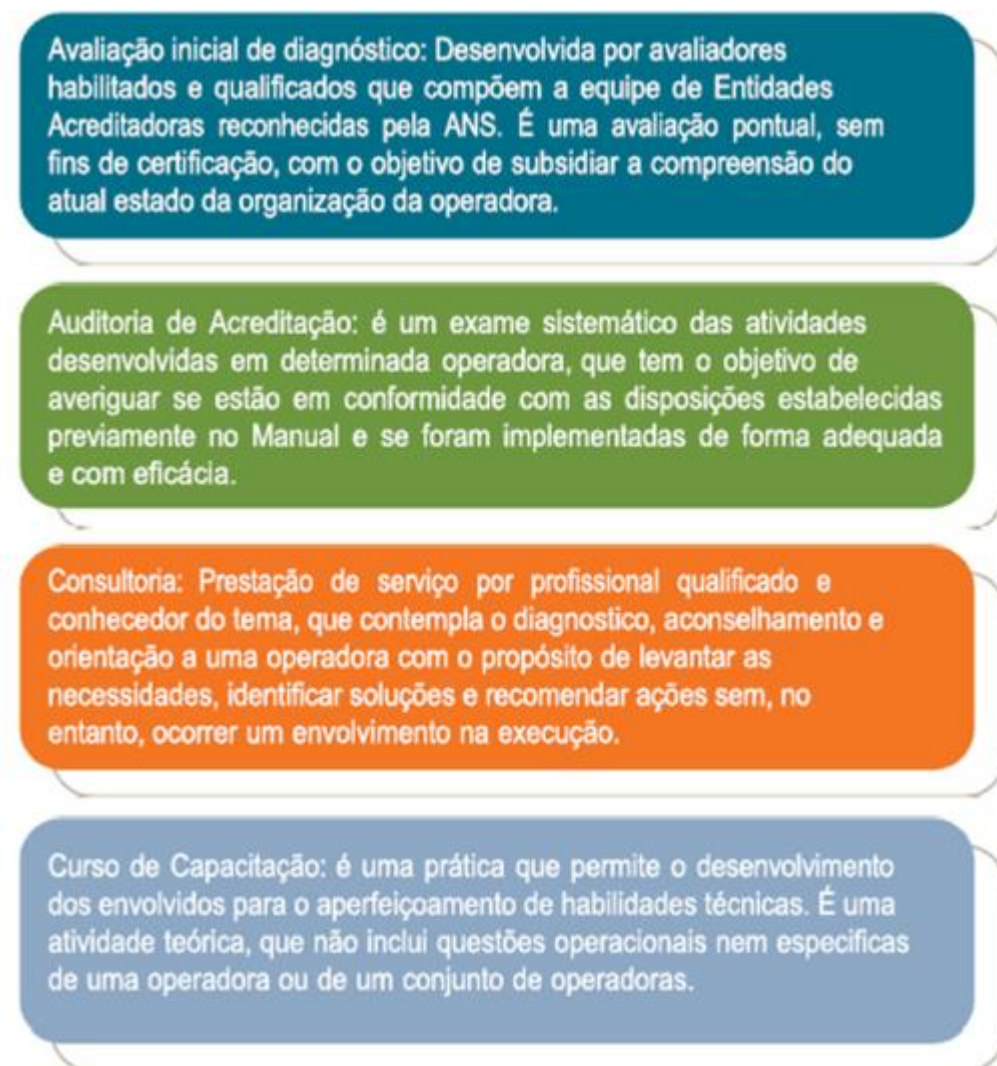 Avaliação inicial de diagnóstico: Desenvolvida por avaliadores
habilitados e qualificados que compõem a equipe de Entidades
Acreditadoras reconhecidas pela ANS. É uma avaliação pontual, sem
fins de certificação, com o objetivo de subsidiar a compreensão do
atual estado da organização da operadora.
Auditoria de Acreditação: é um exame sistemático das atividades
desenvolvidas em determinada operadora, que tem o objetivo de
averiguar se estão em conformidade com as disposições estabelecidas
previamente no Manual e se foram implementadas de forma adequada
e com eficácia.
Consultoria: Prestação de serviço por profissional qualificado e
conhecedor do tema, que contempla o diagnostico, aconselhamento e
orientação a uma operadora com o propósito de levantar as
necessidades, identificar soluções e recomendar ações sem, no
entanto, ocorrer um envolvimento na execução.
Curso de Capacitação: é uma prática que permite o desenvolvimento
dos envolvidos para o aperfeiçoamento de habilidades técnicas. É uma
atividade teórica, que não inclui questões operacionais nem especificas
de uma operadora ou de um conjunto de operadoras.